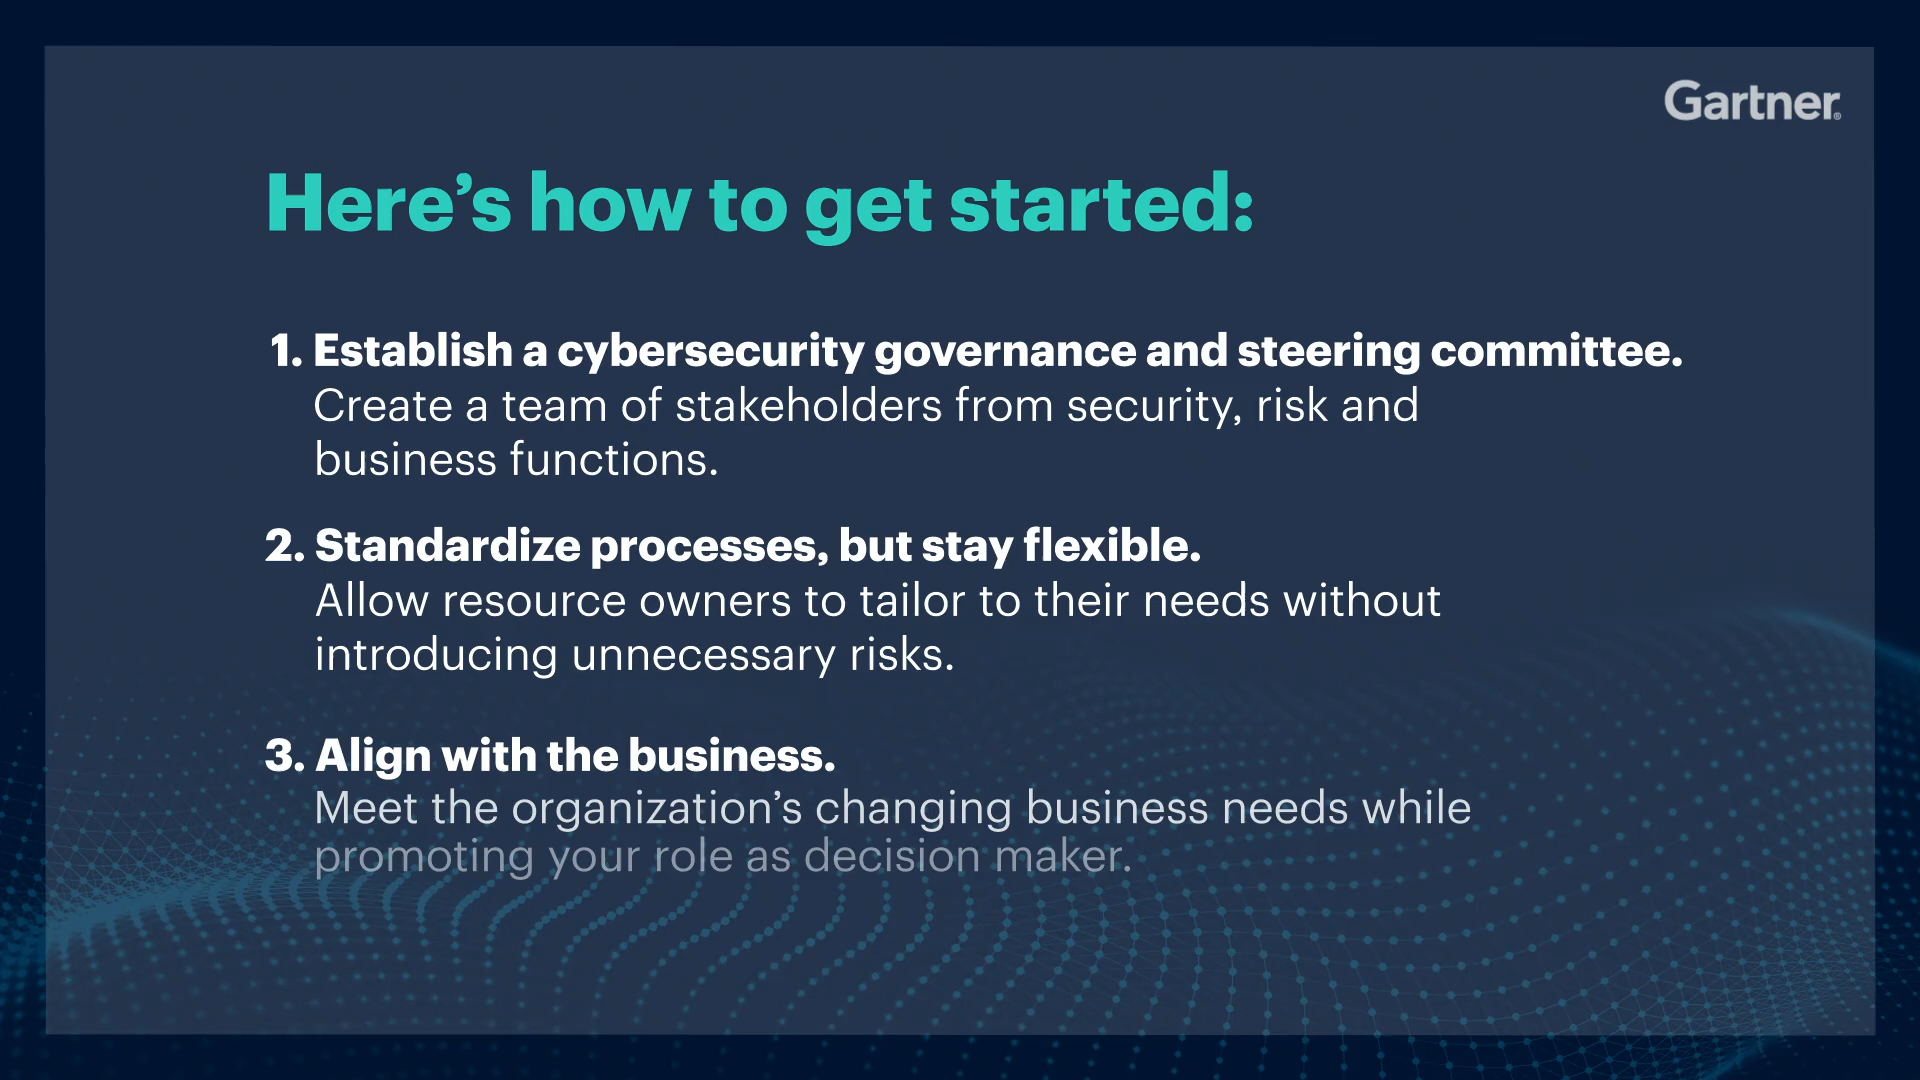 Gartner®
Here’s how to get started:
1. Establish a cybersecurity governance and steering committee.
Create a team of stakeholders from security, risk and
business functions.
2. Standardize processes, but stay flexible.
Allow resource owners to tailor to their needs without
introducing unnecessary risks.
3. Align with the business.
Meet the organization’s changing business needs while
promoting your role as decision maker.